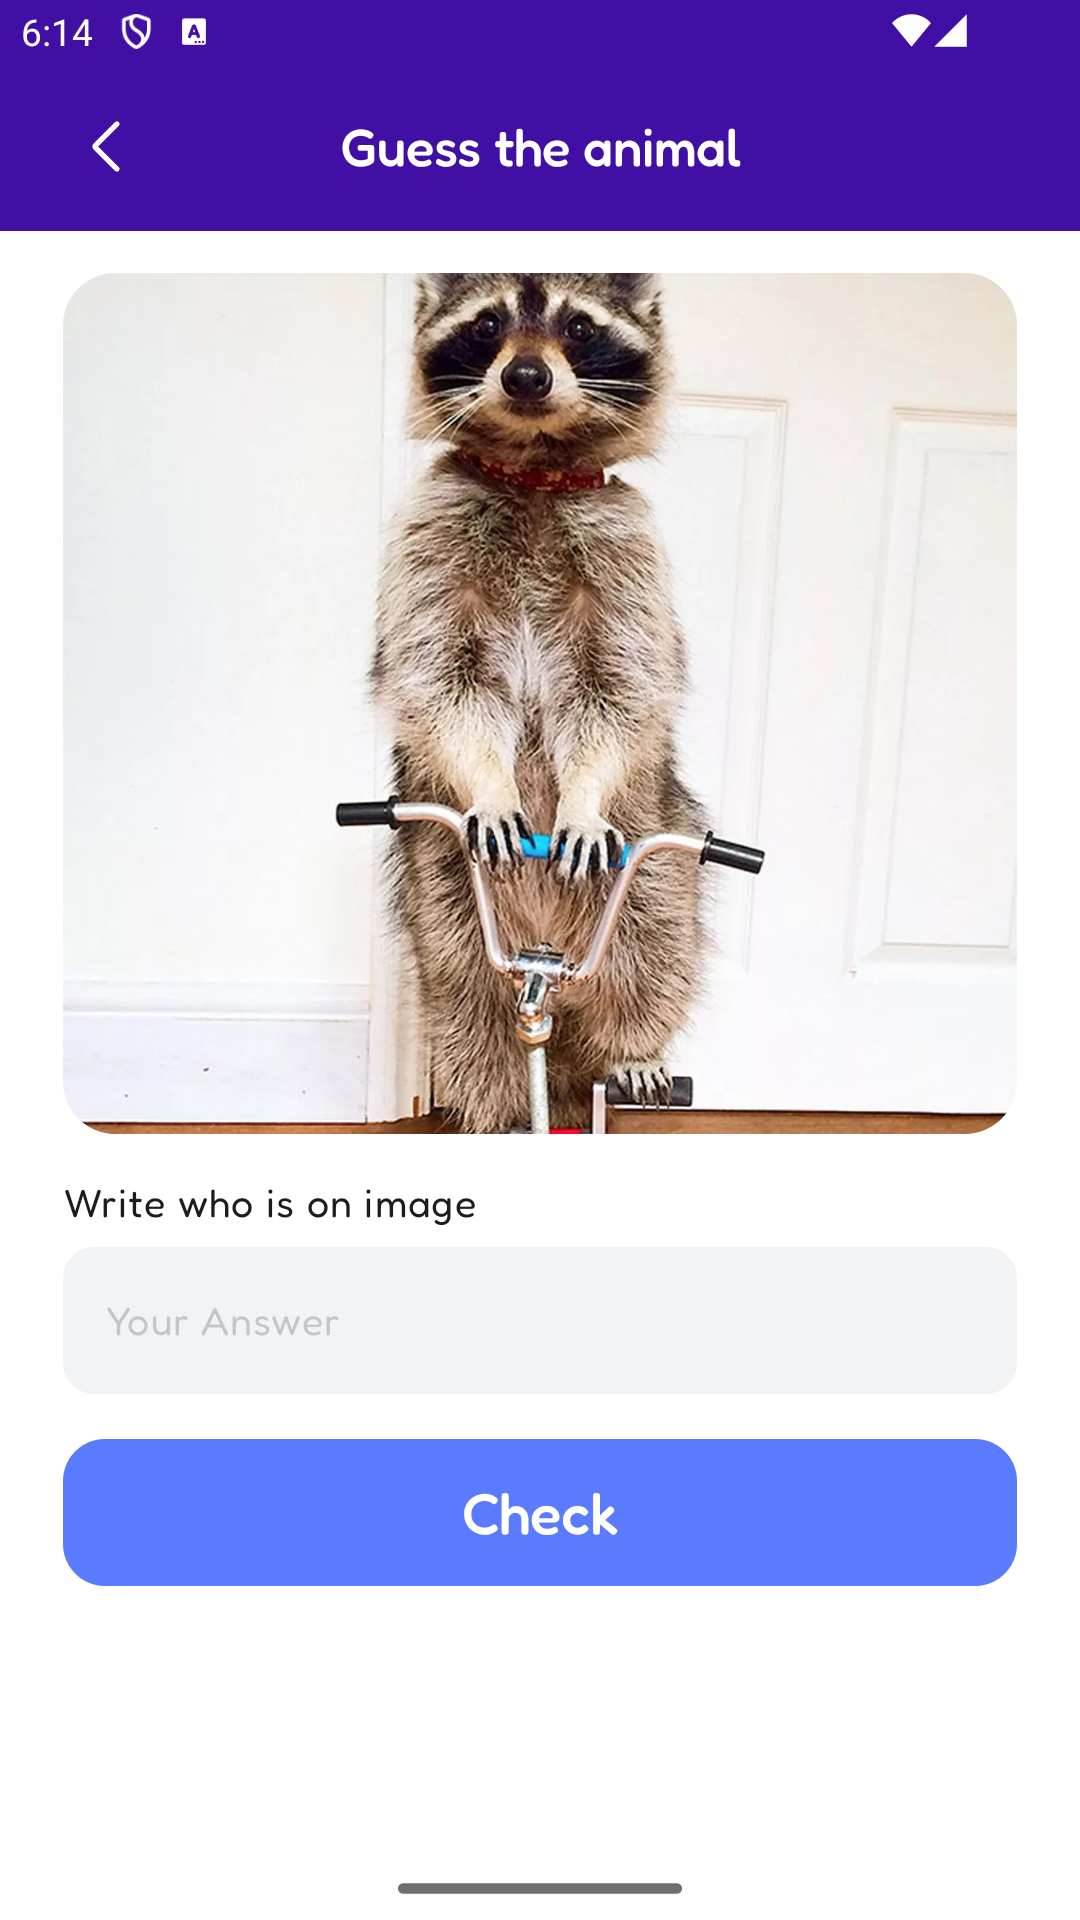 6:14
Guess the animal
Write who is on image
Your Answer
Check